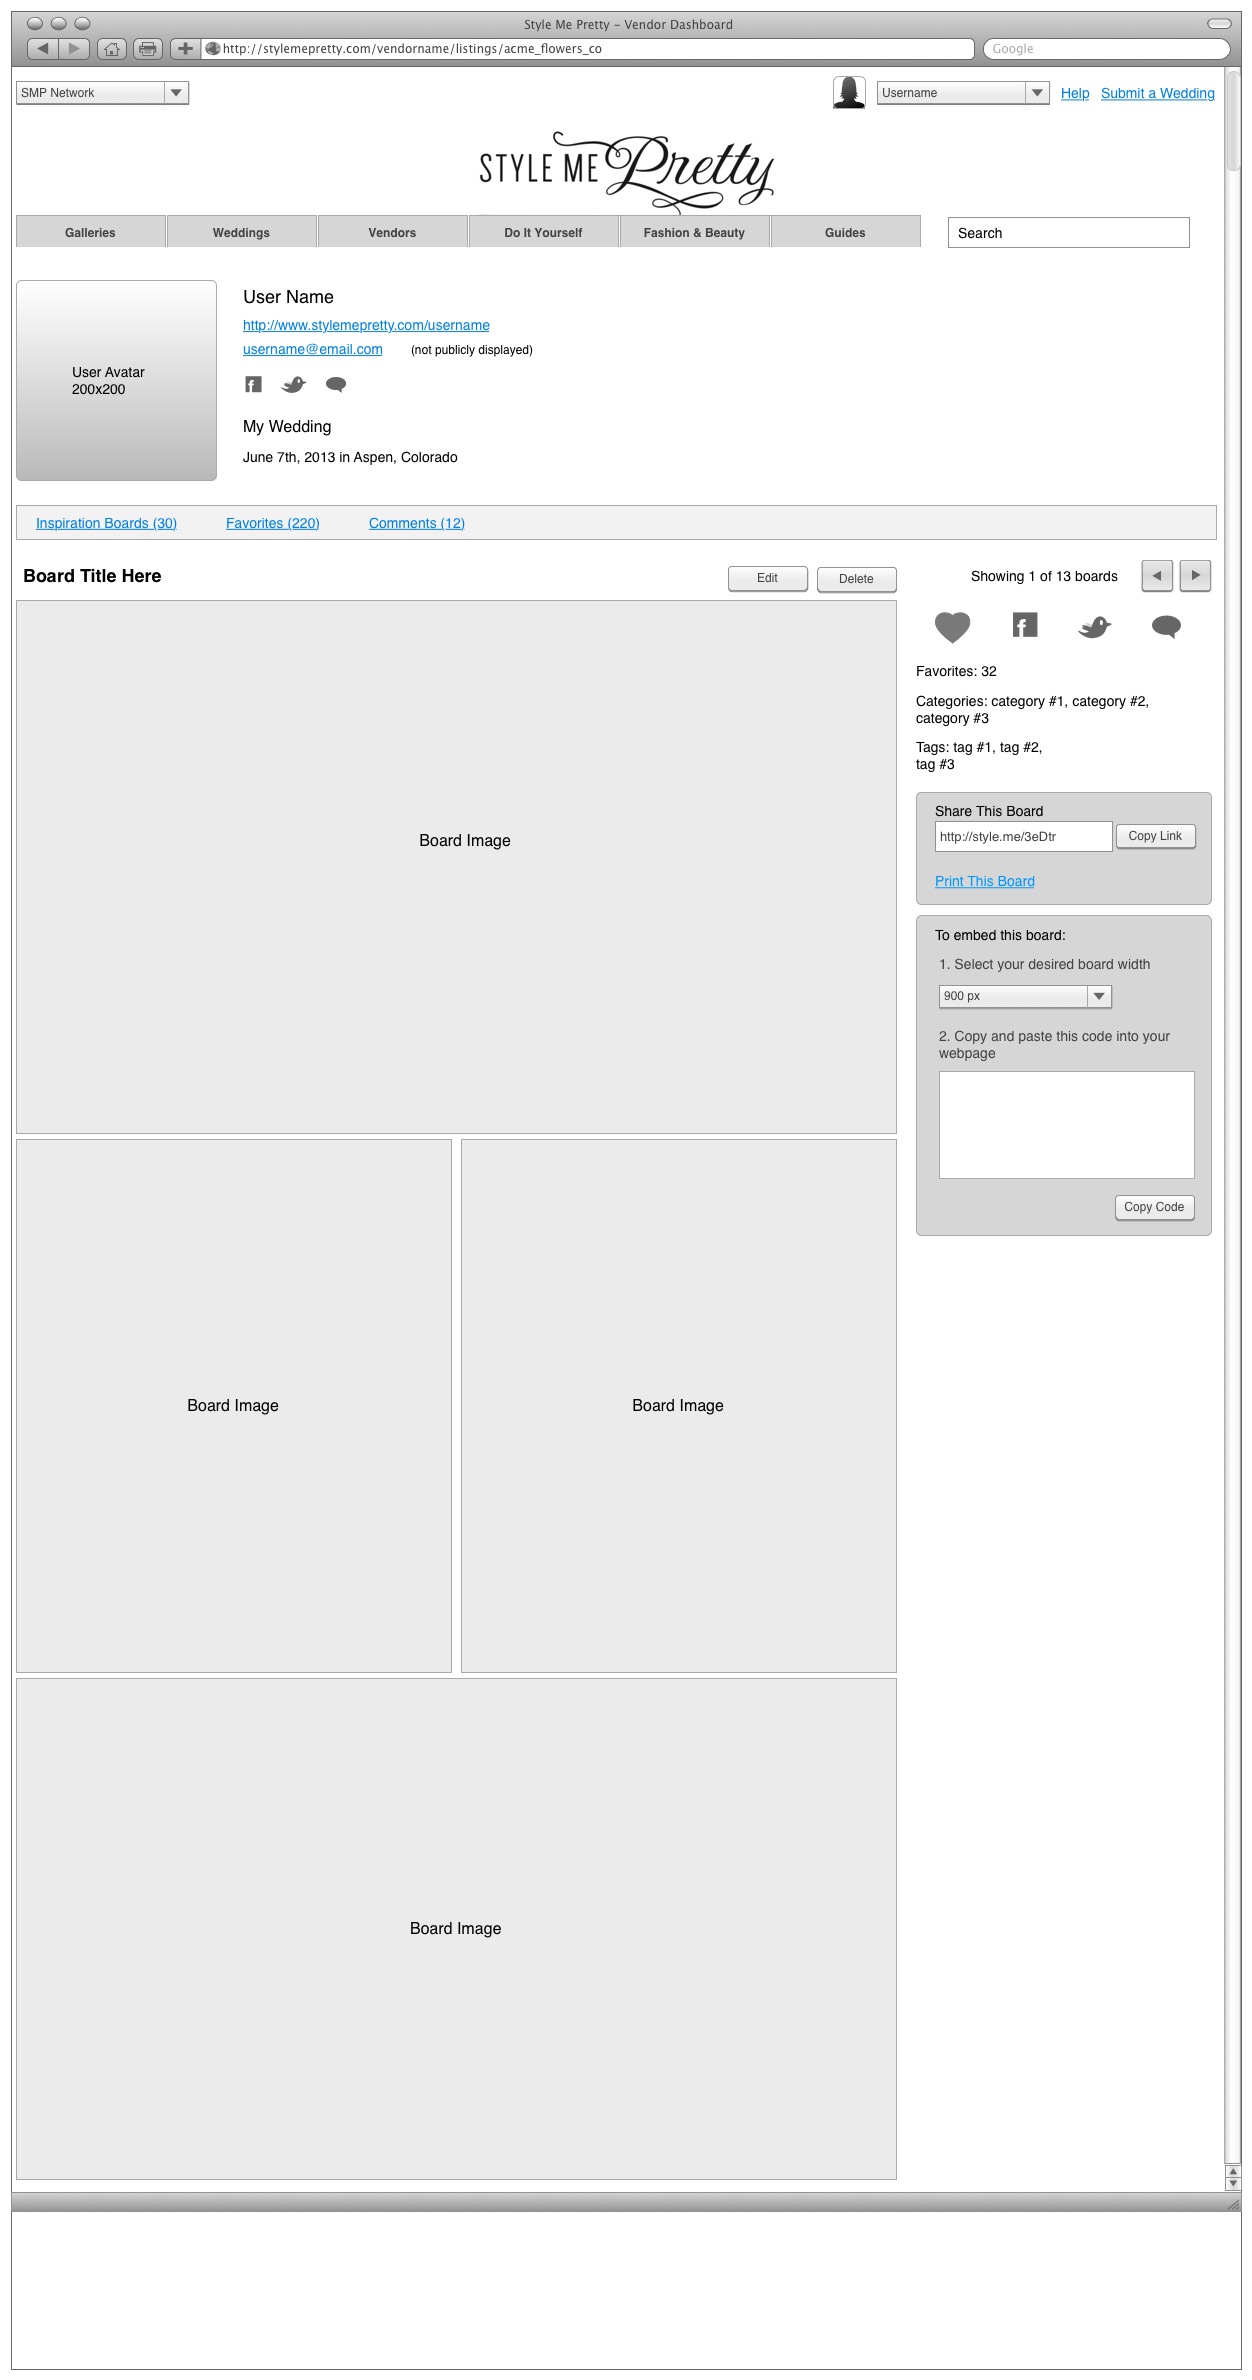 Style Me Pretty – Vendor Dashboard
http://stylemepretty.com/vendorname/listings/acme_flowers_co
Google
SMP Network
Username
Help
Submit a Wedding
STYLE ME Pretty
Galleries
Weddings
Vendors
Do It Yourself
Fashion & Beauty
Guides
Search
User Avatar
200x200
User Name
http://www.stylemepretty.com/username
username@email.com
(not publicly displayed)
My Wedding
June 7th, 2013 in Aspen, Colorado
Inspiration Boards (30)
Favorites (220)
Comments (12)
Board Title Here
Edit
Delete
Showing 1 of 13 boards
Favorites: 32
Categories: category #1, category #2,
category #3
Tags: tag #1, tag #2,
tag #3
Share This Board
http://style.me/3eDtr
Copy Link
Print This Board
To embed this board:
1. Select your desired board width
900 px
2. Copy and paste this code into your
webpage
Copy Code
Board Image
Board Image
Board Image
Board Image